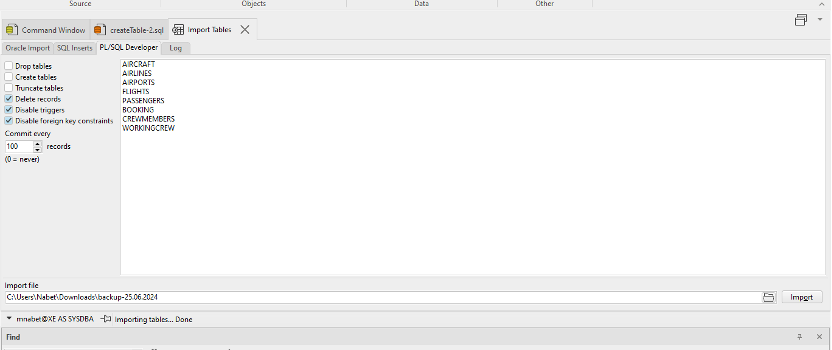 Source Objects Data Other
Command Window createTable-2.sql Import Tables
Oracle Import SQL Inserts PL/SQL Developer Log
Drop tables
Create tables
Truncate tables
Delete records
Disable triggers
Disable foreign key constraints
Commit every
100 records
(0 = never)
AIRCRAFT
AIRLINES
AIRPORTS
FLIGHTS
PASSENGERS
BOOKING
CREWMEMBERS
WORKINGCREW
Import file
C:\Users\Nabet\Downloads\backup-25.06.2024 Import
mnabet@XE AS SYSDBA Importing tables... Done
Find